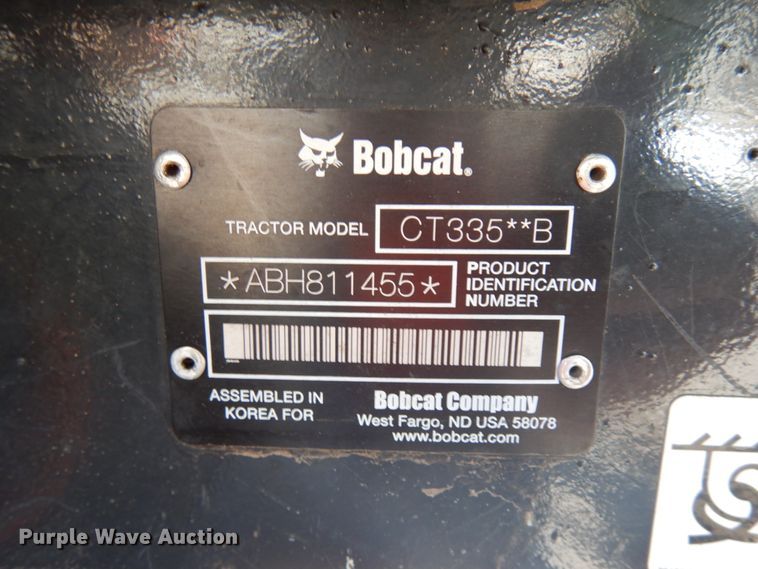 Bobcat®
TRACTOR MODEL CT335**B
*ABH811455* PRODUCT IDENTIFICATION NUMBER
ASSEMBLED IN KOREA FOR
Bobcat Company
West Fargo, ND USA 58078
www.bobcat.com
Purple Wave Auction